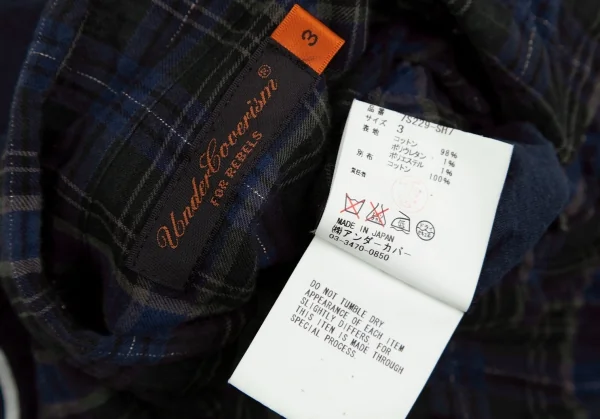 3
UnderCoverism®
FOR REBELS
品番 7S229-SH7
サイズ 3
表地 コットン 98%
ポリウレタン 1%
ポリエステル 1%
別布 コットン 100%
責任者
MADE IN JAPAN
㈱アンダーカバー
03-3470-0850
DO NOT TUMBLE DRY
APPEARANCE OF EACH ITEM
SLIGHTLY DIFFERS, FOR
THIS ITEM IS MADE THROUGH
SPECIAL PROCESS.